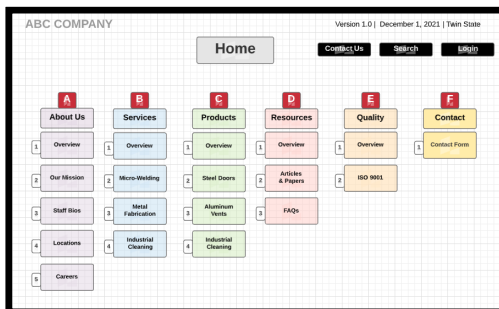 ABC COMPANY
Version 1.0 | December 1, 2021 | Twin State
Home
Contact Us
Search
Login
A
B
C
D
E
F
About Us
Services
Products
Resources
Quality
Contact
1 Overview
1 Overview
1 Overview
1 Overview
1 Overview
1 Contact Form
2 Our Mission
2 Micro-Welding
2 Steel Doors
2 Articles
& Papers
2 ISO 9001
3 Staff Bios
3 Metal
Fabrication
3 Aluminum
Vents
3 FAQs
4 Locations
4 Industrial
Cleaning
4 Industrial
Cleaning
5 Careers